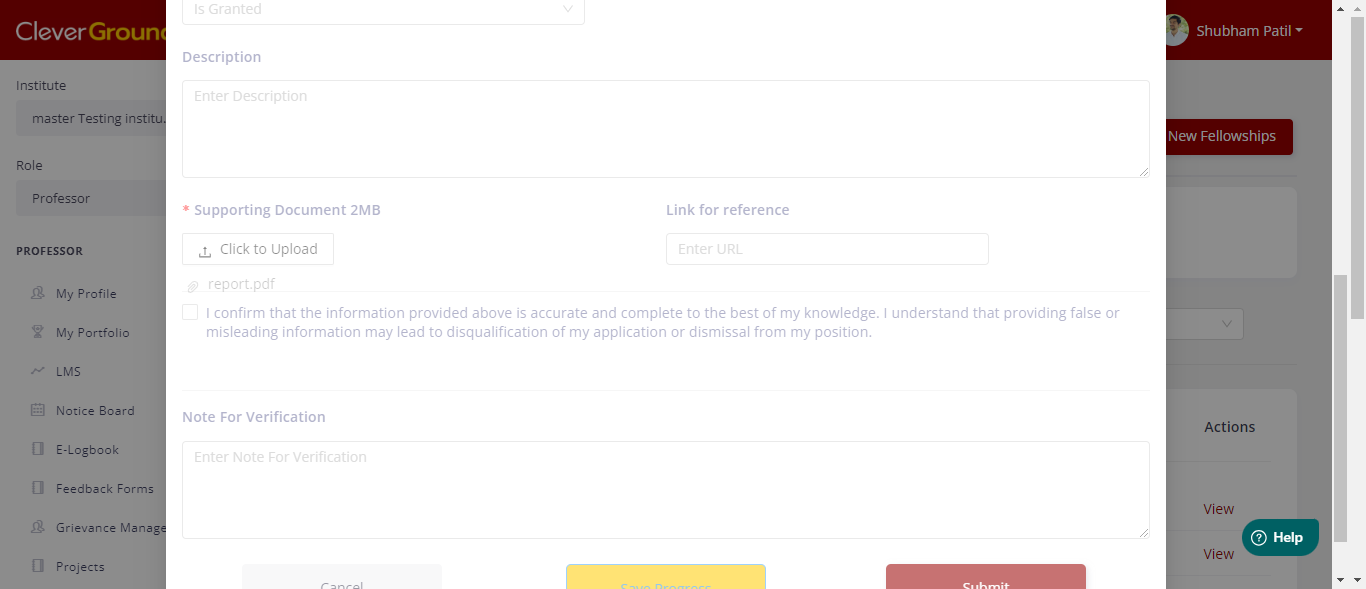 CleverGroun
Shubham Patil
Institute
master Testing institu.
Role
Professor
PROFESSOR
My Profile
My Portfolio
LMS
Notice Board
E-Logbook
Feedback Forms
Grievance Manage
Projects
Is Granted
Description
Enter Description
* Supporting Document 2MB
Link for reference
Click to Upload
Enter URL
report.pdf
I confirm that the information provided above is accurate and complete to the best of my knowledge. I understand that providing false or
misleading information may lead to disqualification of my application or dismissal from my position.
Note For Verification
Enter Note For Verification
Cancel
Save Progress
Submit
New Fellowships
Actions
View
View
? Help